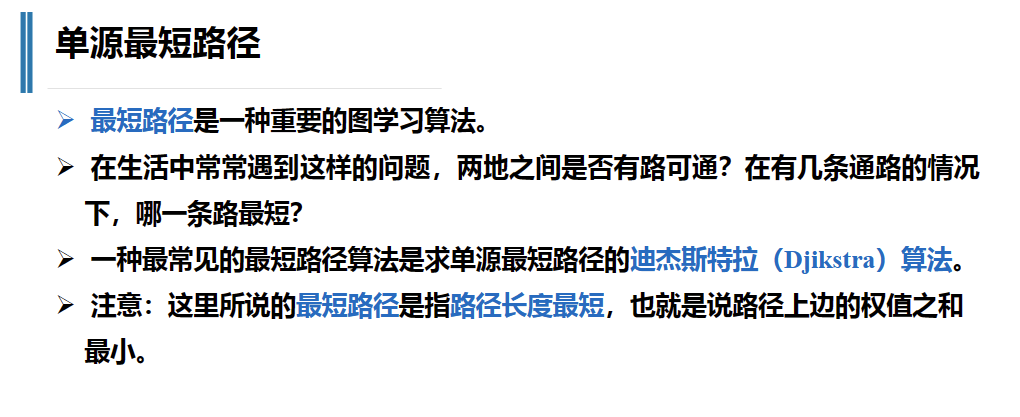 单源最短路径
➢ 最短路径是一种重要的图学习算法。
➢ 在生活中常常遇到这样的问题，两地之间是否有路可通？在有几条通路的情况
下，哪一条路最短？
➢ 一种最常见的最短路径算法是求单源最短路径的迪杰斯特拉（Djikstra）算法。
➢ 注意：这里所说的最短路径是指路径长度最短，也就是说路径上边的权值之和
最小。